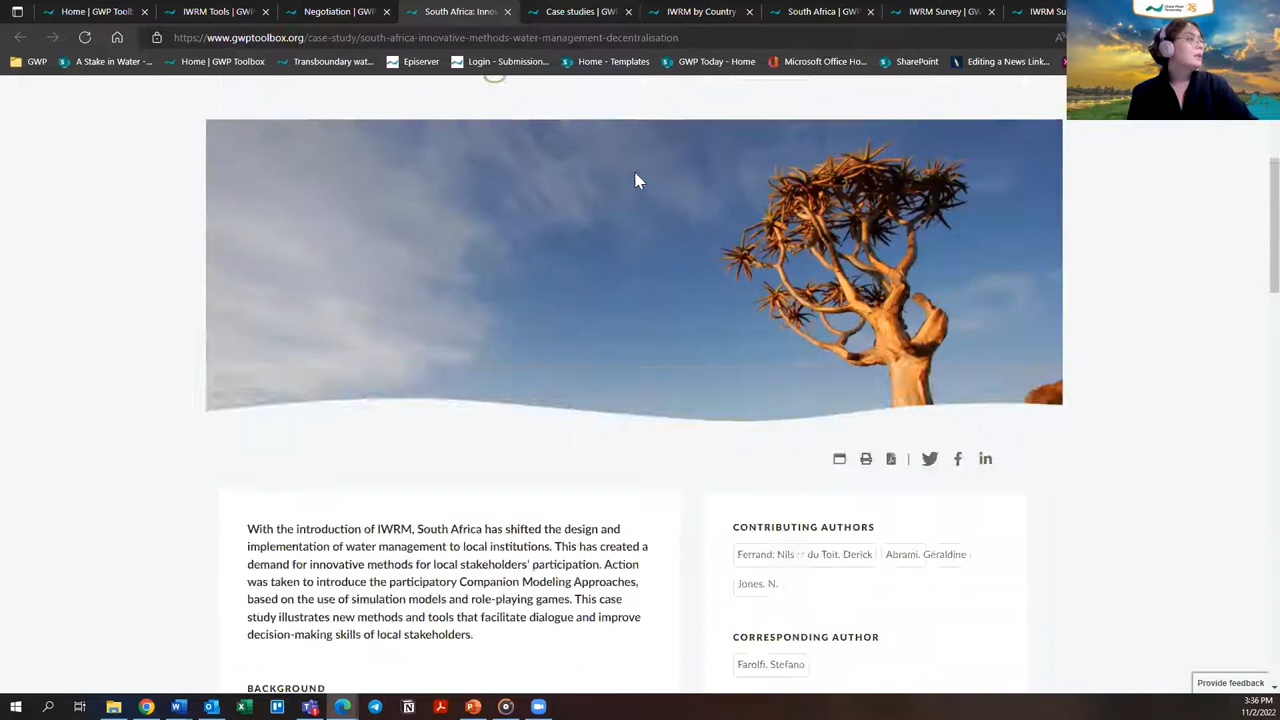 Home | GWP Tool
IWRM Tools | GWP
Negotiation | GWP
South Africa: Innov
Case studies | GWP
IWRM by Country
South Africa | GWP
IWRM Survey | GW
IWRM Su
https://www.gwptoolbox.org/case-study/south-africa-innovative-methods-water-management-decentralisation
GWP
A Stake in Water -...
Home | GWP Toolbox
Transboundary wat...
Episerver
Login - Submission...
Home - Templates
GWP Today - Home
Microsoft Office Ho...
SharePoint
Editing a News Link...
With the introduction of IWRM, South Africa has shifted the design and
implementation of water management to local institutions. This has created a
demand for innovative methods for local stakeholders' participation. Action
was taken to introduce the participatory Companion Modeling Approaches,
based on the use of simulation models and role-playing games. This case
study illustrates new methods and tools that facilitate dialogue and improve
decision-making skills of local stakeholders.
BACKGROUND
CONTRIBUTING AUTHORS
Ferrand, Nils
du Toit, Derick
Abrami, Géraldine
Jones, N.
CORRESPONDING AUTHOR
Farolfi, Stefano
Provide feedback
3:36 PM
11/2/2022